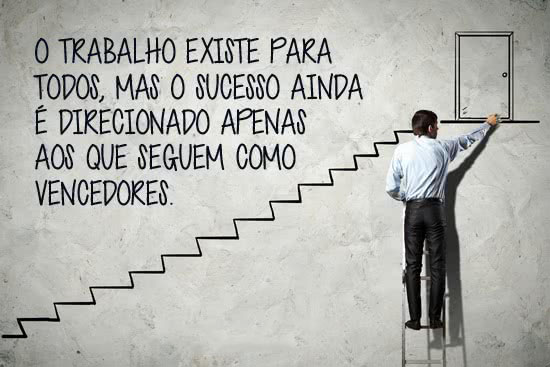 O TRABALHO EXISTE PARA
TODOS, MAS O SUCESSO AINDA
É DIRECIONADO APENAS
AOS QUE SEGUEM COMO
VENCEDORES.